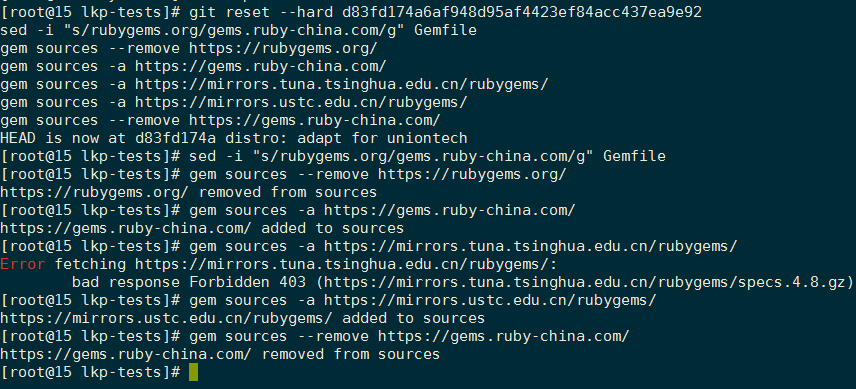 [root@15 lkp-tests]# git reset --hard d83fd174a6af948d95af4423ef84acc437ea9e92
sed -i "s/rubygems.org/gems.ruby-china.com/g" Gemfile
gem sources --remove https://rubygems.org/
gem sources -a https://gems.ruby-china.com/
gem sources -a https://mirrors.tuna.tsinghua.edu.cn/rubygems/
gem sources -a https://mirrors.ustc.edu.cn/rubygems/
gem sources --remove https://gems.ruby-china.com/
HEAD is now at d83fd174a distro: adapt for uniontech
[root@15 lkp-tests]# sed -i "s/rubygems.org/gems.ruby-china.com/g" Gemfile
[root@15 lkp-tests]# gem sources --remove https://rubygems.org/
https://rubygems.org/ removed from sources
[root@15 lkp-tests]# gem sources -a https://gems.ruby-china.com/
https://gems.ruby-china.com/ added to sources
[root@15 lkp-tests]# gem sources -a https://mirrors.tuna.tsinghua.edu.cn/rubygems/
Error fetching https://mirrors.tuna.tsinghua.edu.cn/rubygems/:
        bad response Forbidden 403 (https://mirrors.tuna.tsinghua.edu.cn/rubygems/specs.4.8.gz)
[root@15 lkp-tests]# gem sources -a https://mirrors.ustc.edu.cn/rubygems/
https://mirrors.ustc.edu.cn/rubygems/ added to sources
[root@15 lkp-tests]# gem sources --remove https://gems.ruby-china.com/
https://gems.ruby-china.com/ removed from sources
[root@15 lkp-tests]#